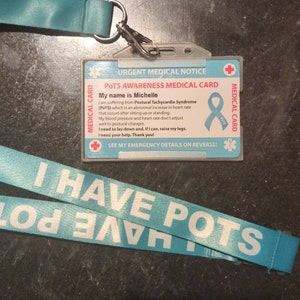 URGENT MEDICAL NOTICE
PoTS AWARENESS MEDICAL CARD
My name is Michelle
I am suffering from Postural Tachycardia Syndrome
(PoTS) which is an abnormal increase in heart rate
that occurs after sitting up or standing.
My blood pressure and heart rate don't adjust
well to postural changes.
I need to lay down and, if I can, raise my legs
I need your help. Thank you!
SEE MY EMERGENCY DETAILS ON REVERSE!
MEDICAL CARD
MEDICAL CARD
I HAVE POTS
I HAVE POTS